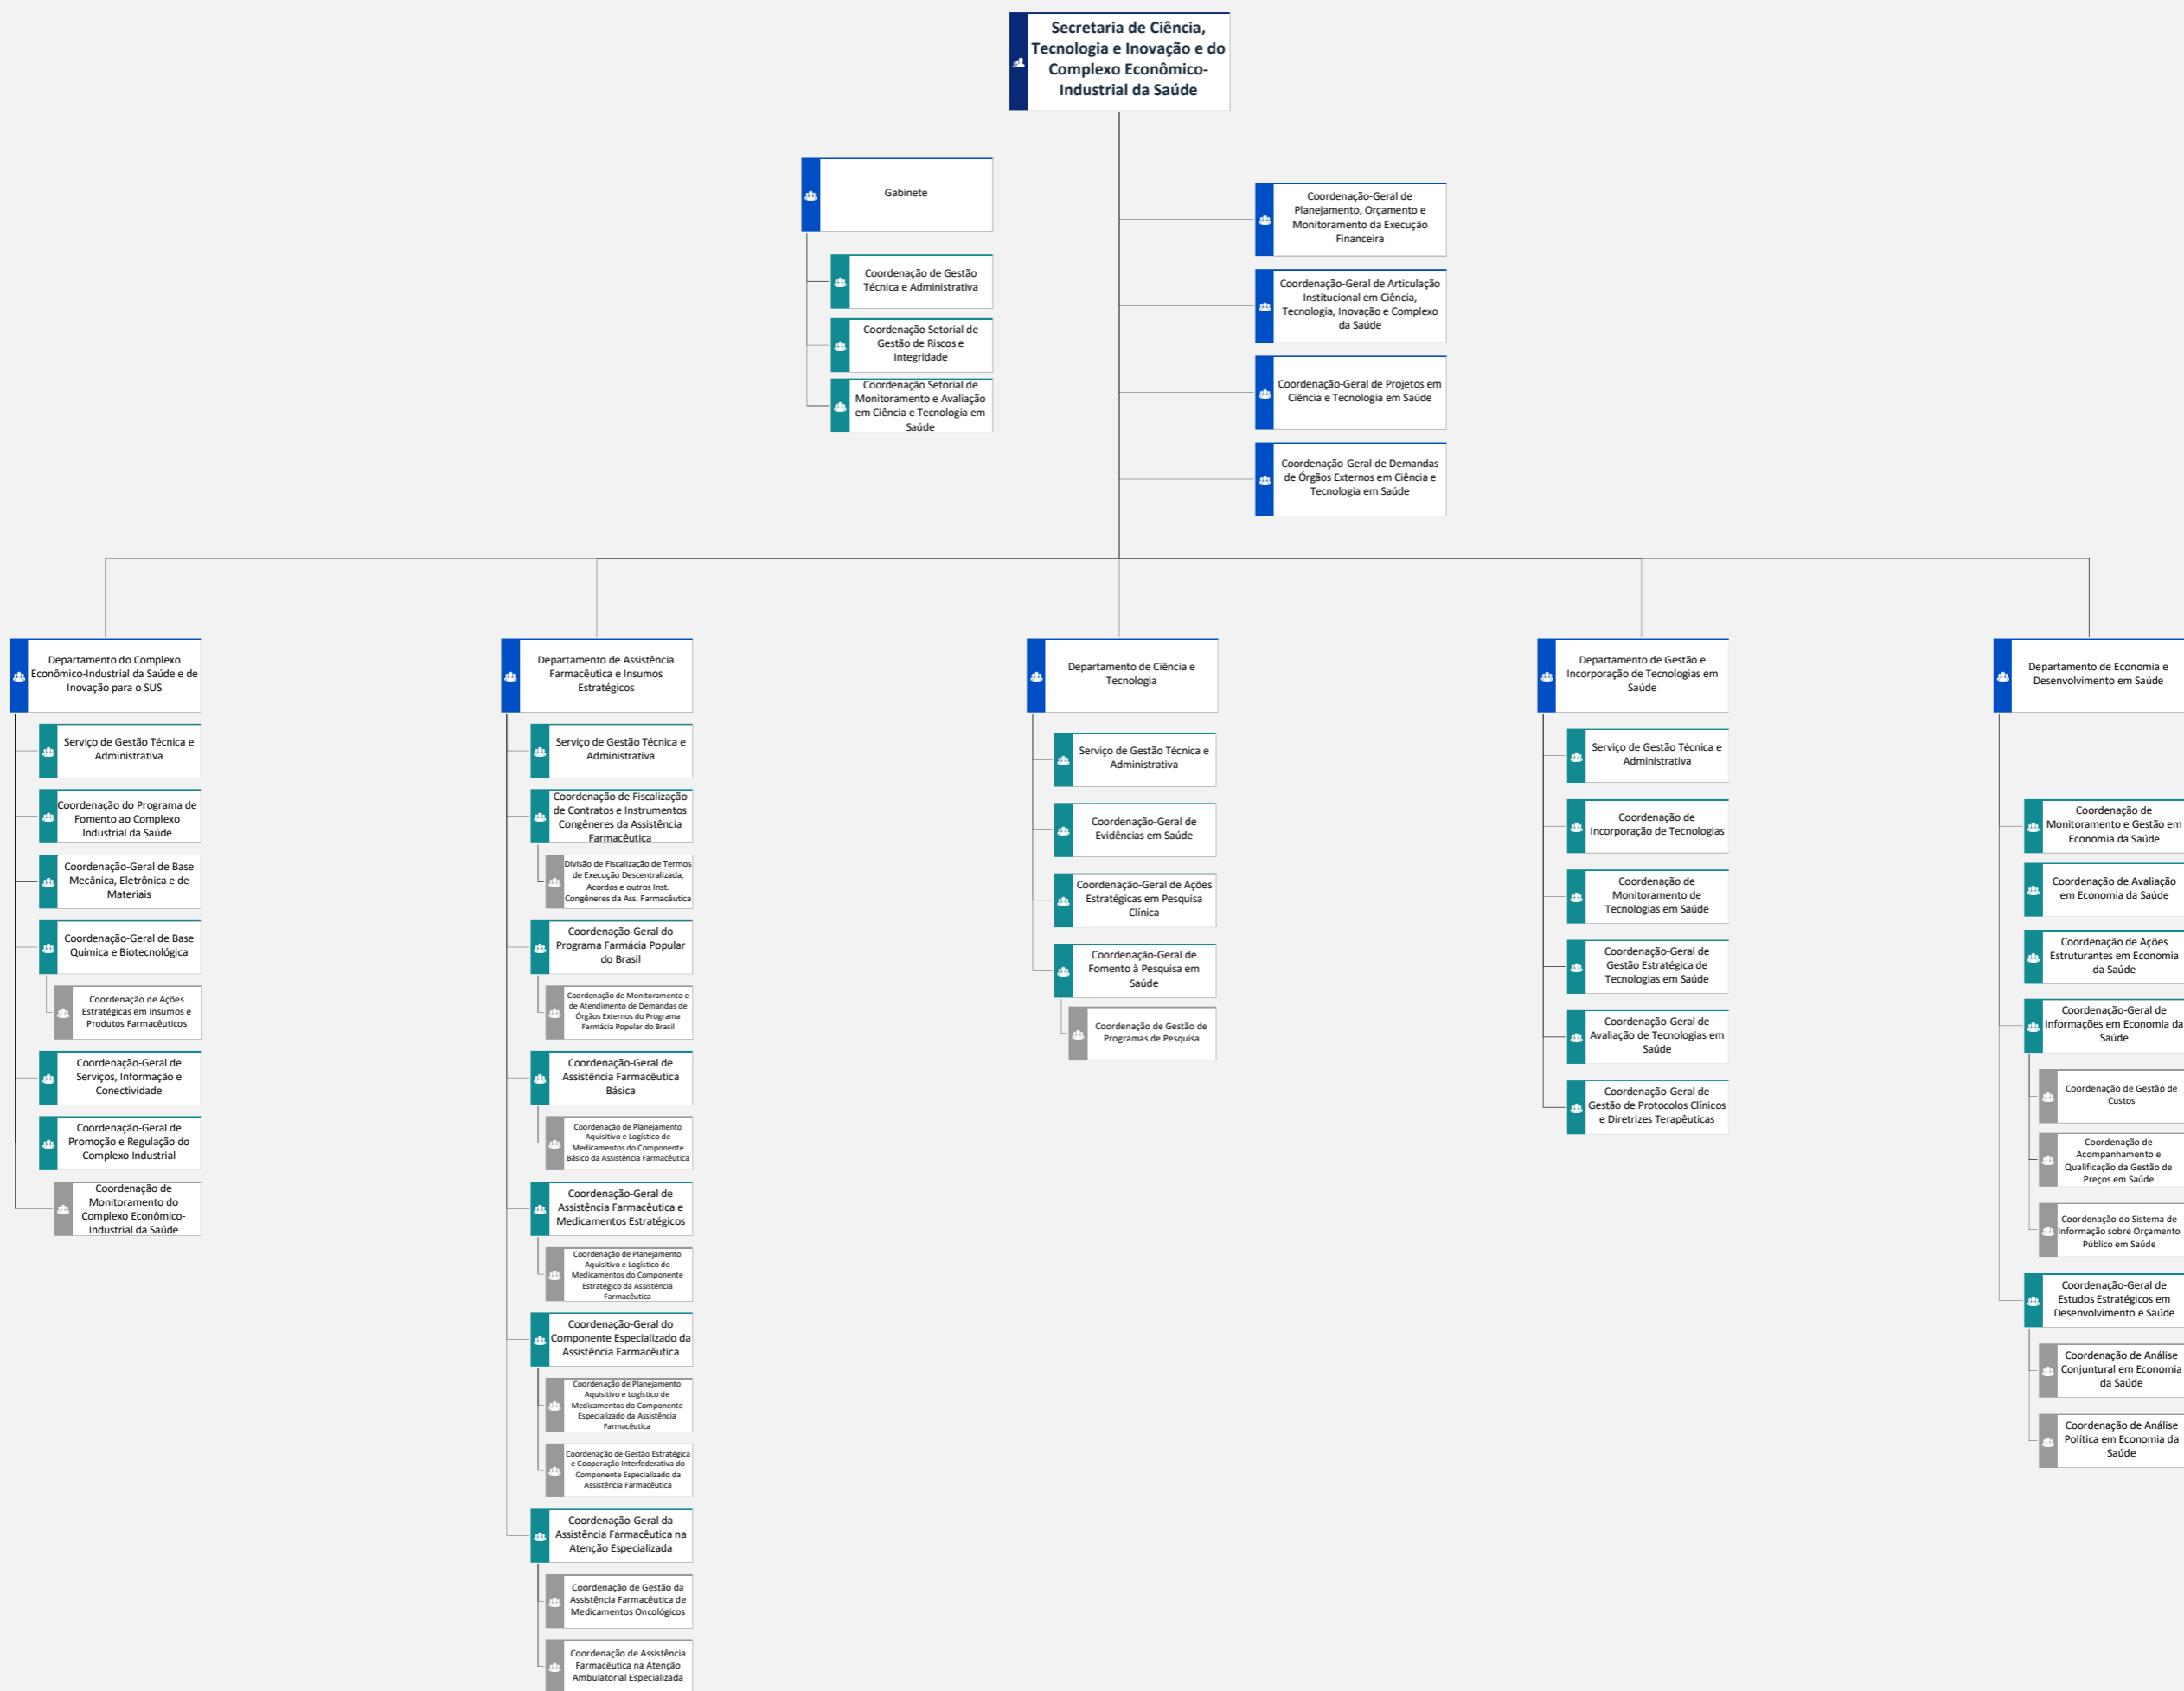 Secretaria de Ciência,
Tecnologia e Inovação e do
Complexo Econômico-
Industrial da Saúde
Gabinete
Coordenação de Gestão
Técnica e Administrativa
Coordenação Setorial de
Gestão de Riscos e
Integridade
Coordenação Setorial de
Monitoramento e Avaliação
em Ciência e Tecnologia em
Saúde
Coordenação-Geral de
Planejamento, Orçamento e
Monitoramento da Execução
Financeira
Coordenação-Geral de Articulação
Institucional em Ciência,
Tecnologia, Inovação e Complexo
da Saúde
Coordenação-Geral de Projetos em
Ciência e Tecnologia em Saúde
Coordenação-Geral de Demandas
de Órgãos Externos em Ciência e
Tecnologia em Saúde
Departamento do Complexo
Econômico-Industrial da Saúde e de
Inovação para o SUS
Serviço de Gestão Técnica e
Administrativa
Coordenação do Programa de
Fomento ao Complexo
Industrial da Saúde
Coordenação-Geral de Base
Mecânica, Eletrônica e de
Materiais
Coordenação-Geral de Base
Química e Biotecnológica
Coordenação de Ações
Estratégicas em Insumos e
Produtos Farmacêuticos
Coordenação-Geral de
Serviços, Informação e
Conectividade
Coordenação-Geral de
Promoção e Regulação do
Complexo Industrial
Coordenação de
Monitoramento do
Complexo Econômico-
Industrial da Saúde
Departamento de Assistência
Farmacêutica e Insumos
Estratégicos
Serviço de Gestão Técnica e
Administrativa
Coordenação de Fiscalização
de Contratos e Instrumentos
Congêneres da Assistência
Farmacêutica
Divisão de Fiscalização de Termos
de Execução Descentralizada,
Acordos e outros Inst.
Congêneres da Ass. Farmacêutica
Coordenação-Geral do
Programa Farmácia Popular
do Brasil
Coordenação de Monitoramento e
de Atendimento de Demandas de
Órgãos Externos do Programa
Farmácia Popular do Brasil
Coordenação-Geral de
Assistência Farmacêutica
Básica
Coordenação de Planejamento
Aquisitivo e Logístico de
Medicamentos do Componente
Básico da Assistência Farmacêutica
Coordenação-Geral de
Assistência Farmacêutica e
Medicamentos Estratégicos
Coordenação de Planejamento
Aquisitivo e Logístico de
Medicamentos do Componente
Estratégico da Assistência
Farmacêutica
Coordenação-Geral do
Componente Especializado da
Assistência Farmacêutica
Coordenação de Planejamento
Aquisitivo e Logístico de
Medicamentos do Componente
Especializado da Assistência
Farmacêutica
Coordenação de Gestão Estratégica
e Cooperação Interfederativa do
Componente Especializado da
Assistência Farmacêutica
Coordenação-Geral da
Assistência Farmacêutica na
Atenção Especializada
Coordenação de Gestão da
Assistência Farmacêutica de
Medicamentos Oncológicos
Coordenação de Assistência
Farmacêutica na Atenção
Ambulatorial Especializada
Departamento de Ciência e
Tecnologia
Serviço de Gestão Técnica e
Administrativa
Coordenação-Geral de
Evidências em Saúde
Coordenação-Geral de Ações
Estratégicas em Pesquisa
Clínica
Coordenação-Geral de
Fomento à Pesquisa em
Saúde
Coordenação de Gestão de
Programas de Pesquisa
Departamento de Gestão e
Incorporação de Tecnologias em
Saúde
Serviço de Gestão Técnica e
Administrativa
Coordenação de
Incorporação de Tecnologias
Coordenação de
Monitoramento de
Tecnologias em Saúde
Coordenação-Geral de
Gestão Estratégica de
Tecnologias em Saúde
Coordenação-Geral de
Avaliação de Tecnologias em
Saúde
Coordenação-Geral de
Gestão de Protocolos Clínicos
e Diretrizes Terapêuticas
Departamento de Economia e
Desenvolvimento em Saúde
Coordenação de
Monitoramento e Gestão em
Economia da Saúde
Coordenação de Avaliação
em Economia da Saúde
Coordenação de Ações
Estruturantes em Economia
da Saúde
Coordenação-Geral de
Informações em Economia da
Saúde
Coordenação de Gestão de
Custos
Coordenação de
Acompanhamento e
Qualificação da Gestão de
Preços em Saúde
Coordenação do Sistema de
Informação sobre Orçamento
Público em Saúde
Coordenação-Geral de
Estudos Estratégicos em
Desenvolvimento e Saúde
Coordenação de Análise
Conjuntural em Economia
da Saúde
Coordenação de Análise
Política em Economia da
Saúde